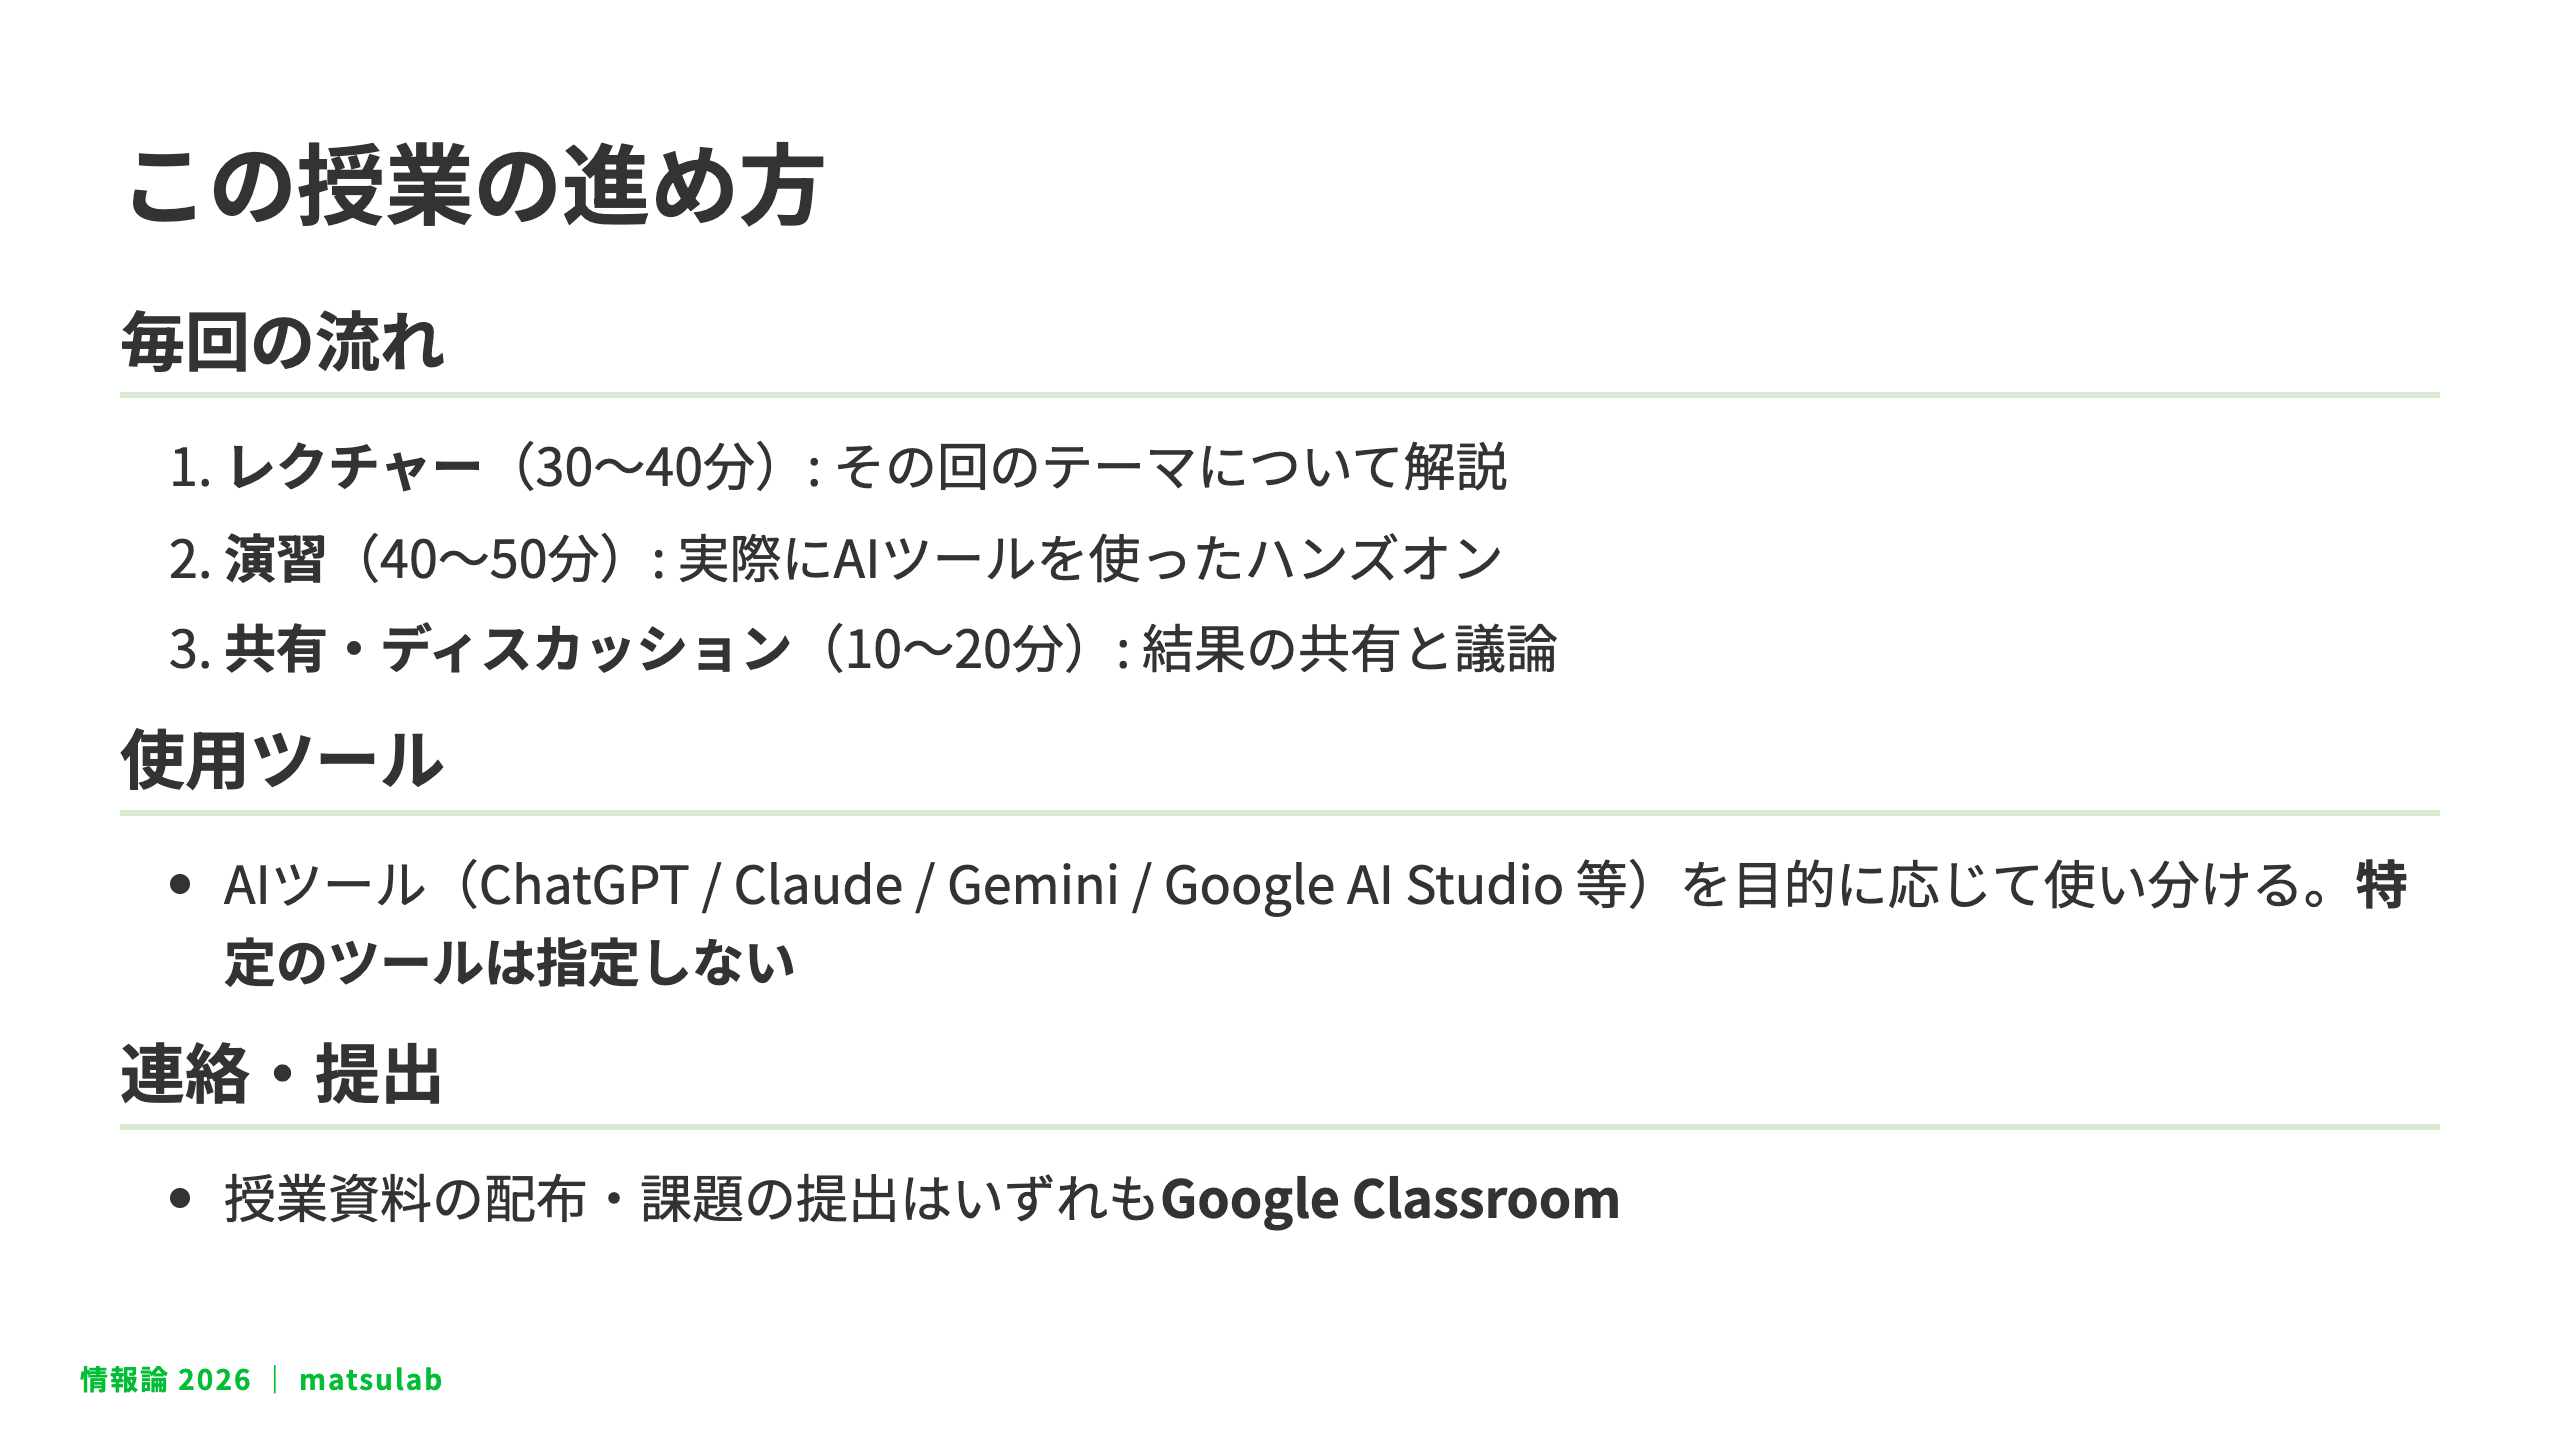 この授業の進め方
毎回の流れ
1. レクチャー（30〜40分）: その回のテーマについて解説
2. 演習（40〜50分）: 実際にAIツールを使ったハンズオン
3. 共有・ディスカッション（10〜20分）: 結果の共有と議論
使用ツール
• AIツール（ChatGPT / Claude / Gemini / Google AI Studio 等）を目的に応じて使い分ける。特
定のツールは指定しない
連絡・提出
• 授業資料の配布・課題の提出はいずれもGoogle Classroom
情報論 2026 ｜ matsulab